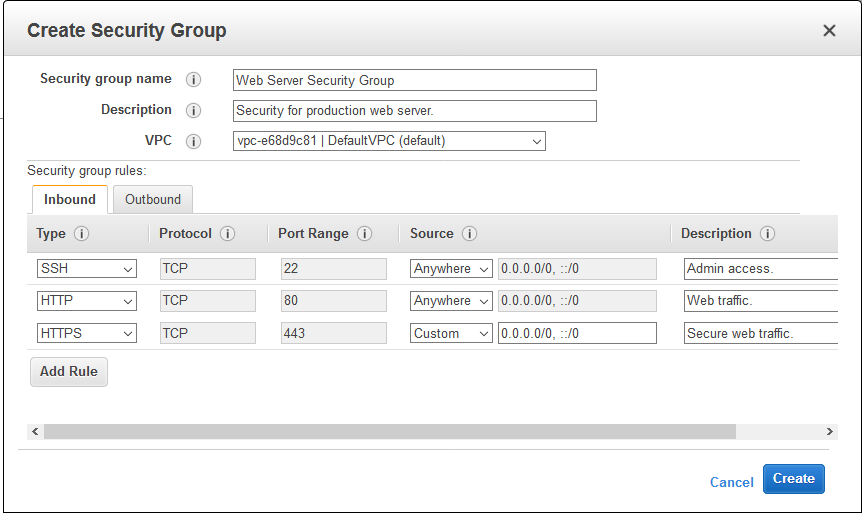 Create Security Group
Security group name i Web Server Security Group
Description i Security for production web server.
VPC i vpc-e68d9c81 | DefaultVPC (default)
Security group rules:
Inbound Outbound
Type i Protocol i Port Range i Source i Description i
SSH TCP 22 Anywhere 0.0.0.0/0, ::/0 Admin access.
HTTP TCP 80 Anywhere 0.0.0.0/0, ::/0 Web traffic.
HTTPS TCP 443 Custom 0.0.0.0/0, ::/0 Secure web traffic.
Add Rule
Cancel Create